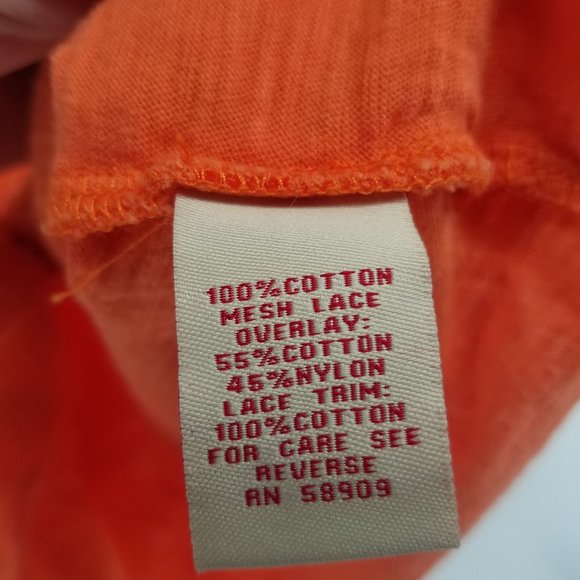 100%COTTON
MESH LACE
OVERLAY:
55%COTTON
45%NYLON
LACE TRIM:
100%COTTON
FOR CARE SEE
REVERSE
RN 58909